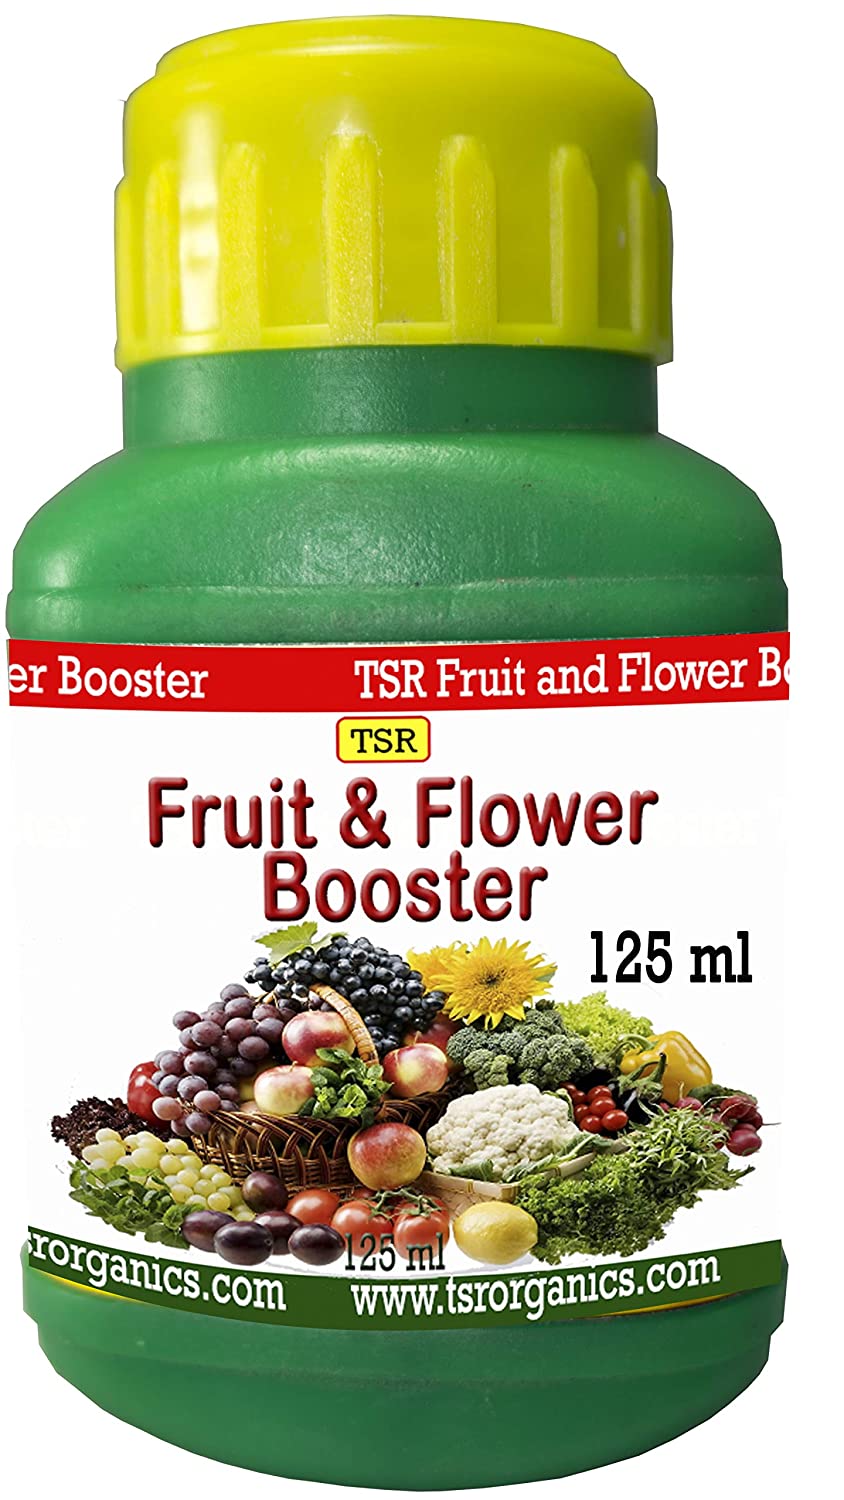 er Booster
TSR Fruit and Flower Bo
TSR
Fruit & Flower
Booster
125 ml
125 ml
srorganics.com
www.tsrorganics.com